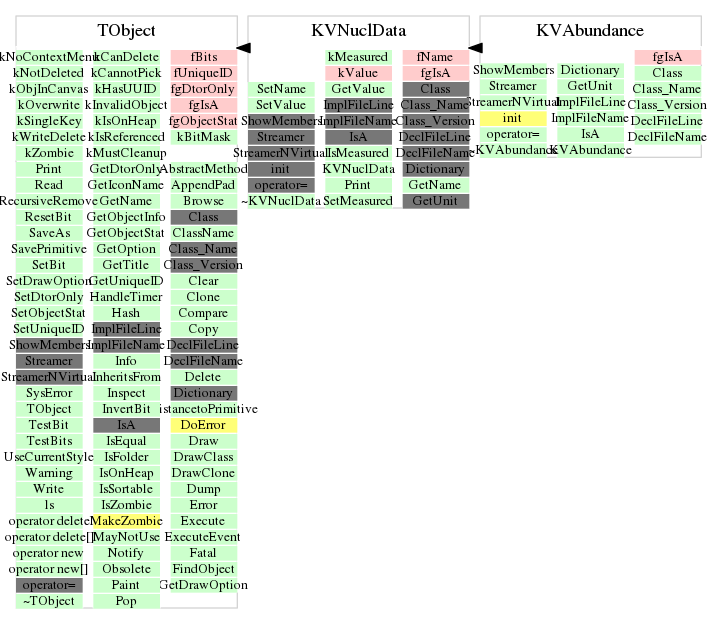 TObject
kNoContextMenu kCanDelete fBits
kNotDeleted kCannotPick fUniqueID
kObjInCanvas kHasUUID fgDtorOnly
kOverwrite kInvalidObject fgIsA
kSingleKey kIsOnHeap fgObjectStat
kWriteDelete kIsReferenced kBitMask
kZombie kMustCleanup
Print GetDtorOnly AbstractMethod
Read GetIconName AppendPad
RecursiveRemove GetName Browse
ResetBit GetObjectInfo Class
SaveAs GetObjectStat ClassName
SavePrimitive GetOption Class_Name
SetBit GetTitle Class_Version
SetDrawOption GetUniqueID Clear
SetDtorOnly HandleTimer Clone
SetObjectStat Hash Compare
SetUniqueID ImplFileLine Copy
ShowMembers ImplFileName DeclFileLine
Streamer Info DeclFileName
StreamerNVirtual InheritsFrom Delete
SysError Inspect Dictionary
TObject InvertBit istancetoPrimitive
TestBit IsA DoError
TestBits IsEqual Draw
UseCurrentStyle IsFolder DrawClass
Warning IsOnHeap DrawClone
Write IsSortable Dump
ls IsZombie Error
operator delete MakeZombie Execute
operator delete[] MayNotUse ExecuteEvent
operator new Notify Fatal
operator new[] Obsolete FindObject
operator= Paint GetDrawOption
~TObject Pop
KVNuclData
kMeasured fName
kValue fgIsA
SetName GetValue Class
SetValue ImplFileLine Class_Name
ShowMembers ImplFileName Class_Version
Streamer IsA DeclFileLine
StreamerNVirtual IsMeasured DeclFileName
init KVNuclData Dictionary
operator= Print GetName
~KVNuclData SetMeasured GetUnit
KVAbundance
fgIsA
ShowMembers Dictionary Class
Streamer GetUnit Class_Name
StreamerNVirtual ImplFileLine Class_Version
init ImplFileName DeclFileLine
operator= IsA DeclFileName
~KVAbundance KVAbundance